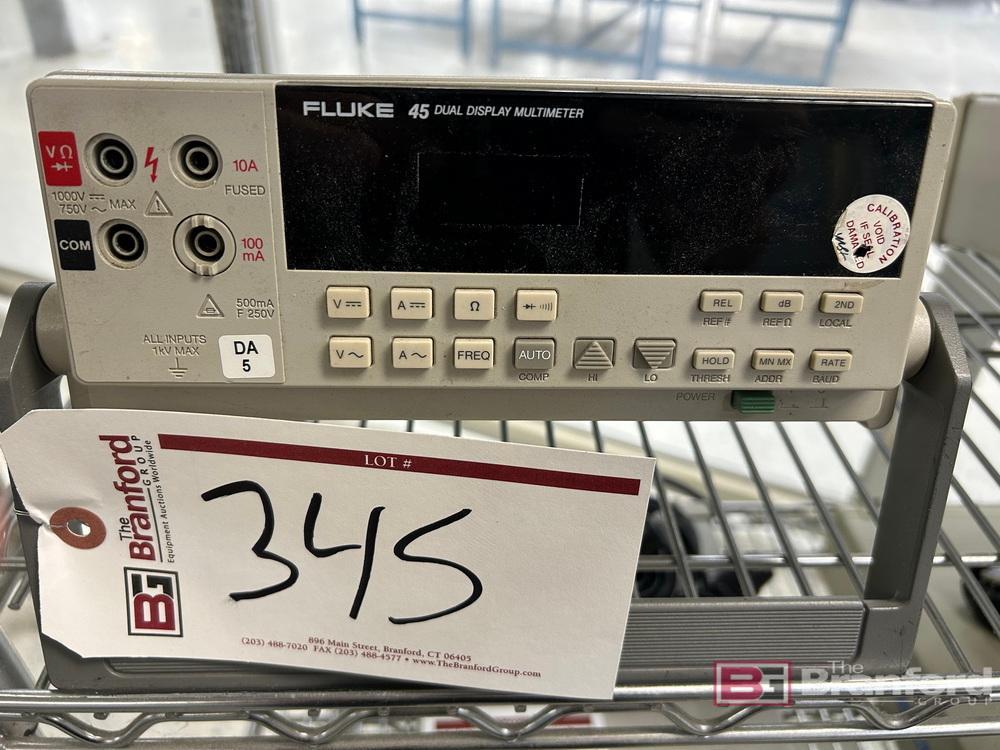 FLUKE 45 DUAL DISPLAY MULTIMETER
V Ω
10A
FUSED
1000V
750V ~ MAX
COM
100
mA
500mA
F 250V
ALL INPUTS
1kV MAX
DA
5
CALIBRATION
VOID
IF SEAL
DAMAGED
V
A
Ω
REL
dB
2ND
REF #
REF Ω
LOCAL
V ~
A ~
FREQ
AUTO
HOLD
MN MX
RATE
COMP
HI
LO
THRESH
ADDR
BAUD
POWER
LOT #
345
The
Branford
GROUP
Equipment Auctions Worldwide
BG
896 Main Street, Branford, CT 06405
(203) 488-7020 FAX (203) 488-4577 • www.TheBranfordGroup.com
BG The
Branford
GROUP